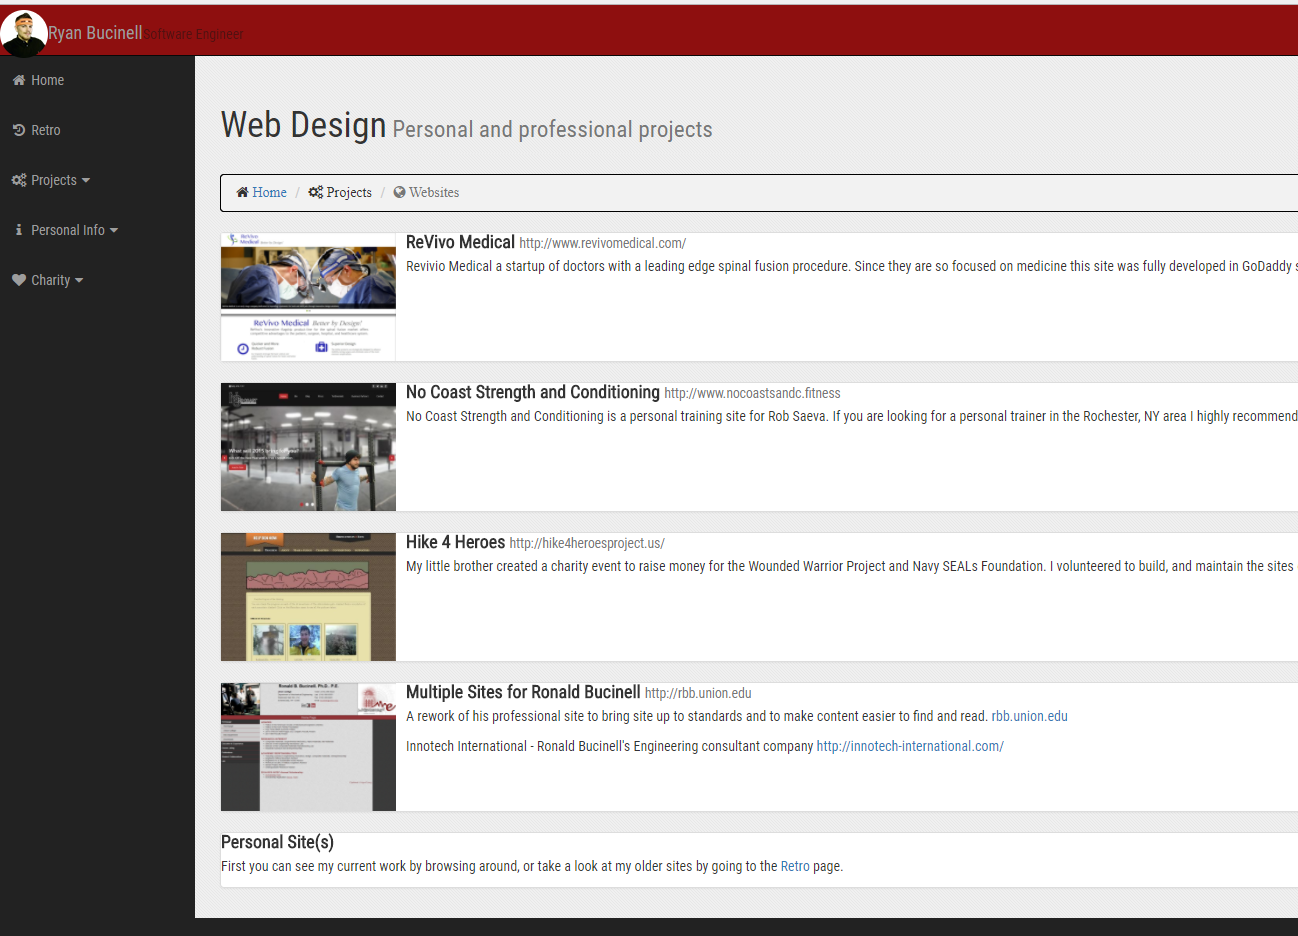 Ryan Bucinell Software Engineer
Home
Retro
Projects
Personal Info
Charity
Web Design Personal and professional projects
Home / Projects / Websites
ReVivo Medical http://www.revivomedical.com/
Revivio Medical a startup of doctors with a leading edge spinal fusion procedure. Since they are so focused on medicine this site was fully developed in GoDaddy
ReVivo Medical Better by Design!
No Coast Strength and Conditioning http://www.nocoastsandc.fitness
No Coast Strength and Conditioning is a personal training site for Rob Saeva. If you are looking for a personal trainer in the Rochester, NY area I highly recommend
Hike 4 Heroes http://hike4heroesproject.us/
My little brother created a charity event to raise money for the Wounded Warrior Project and Navy SEALs Foundation. I volunteered to build, and maintain the sites
Multiple Sites for Ronald Bucinell http://rbb.union.edu
A rework of his professional site to bring site up to standards and to make content easier to find and read. rbb.union.edu
Innotech International - Ronald Bucinell's Engineering consultant company http://innotech-international.com/
Ronald B. Bucinell, Ph.D., P.E.
Personal Site(s)
First you can see my current work by browsing around, or take a look at my older sites by going to the Retro page.